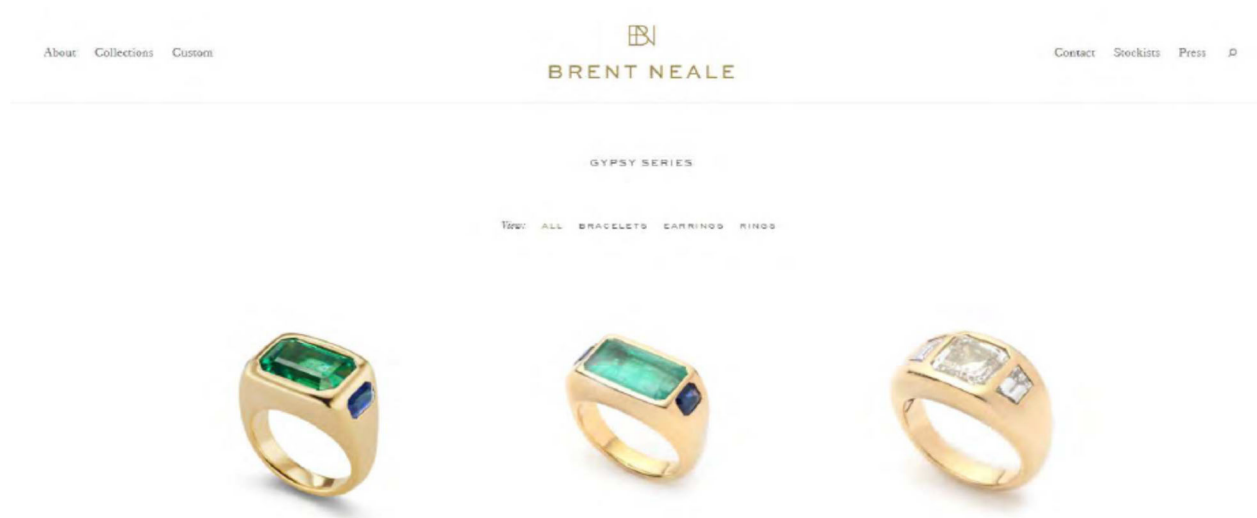 About Collections Custom
BN
BRENT NEALE
Contact Stockists Press
GYPSY SERIES
View: ALL BRACELETS EARRINGS RINGS